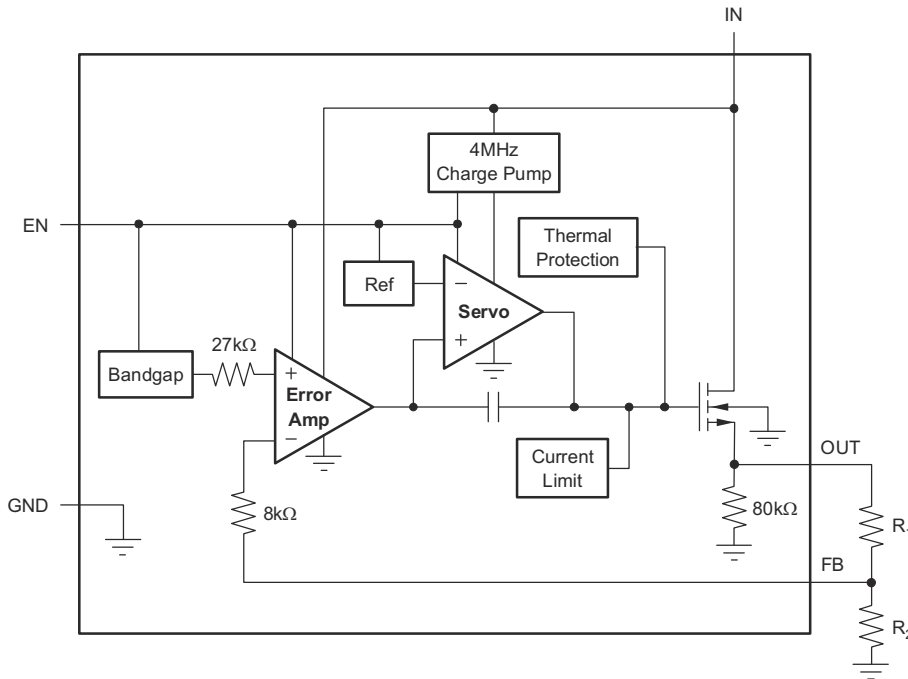 IN
4MHz
Charge Pump
EN
Thermal
Protection
Ref
−
Servo
+
27kΩ
Bandgap
+
Error
Amp
−
Current
Limit
OUT
GND
8kΩ
80kΩ
R
FB
R